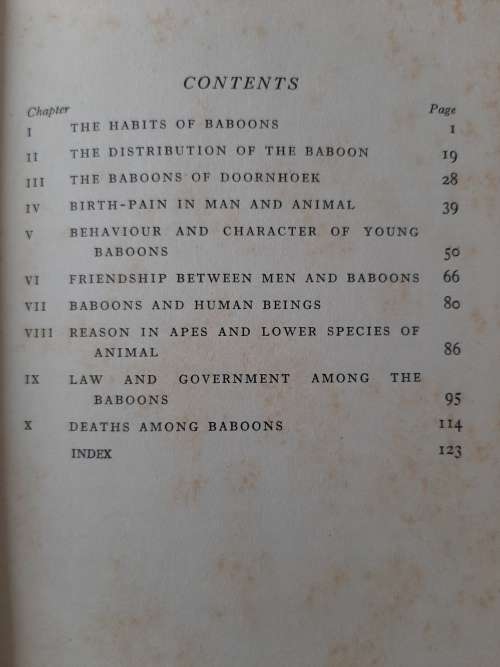 CONTENTS
Chapter Page
I THE HABITS OF BABOONS 1
II THE DISTRIBUTION OF THE BABOON 19
III THE BABOONS OF DOORNHOEK 28
IV BIRTH-PAIN IN MAN AND ANIMAL 39
V BEHAVIOUR AND CHARACTER OF YOUNG
BABOONS 50
VI FRIENDSHIP BETWEEN MEN AND BABOONS 66
VII BABOONS AND HUMAN BEINGS 80
VIII REASON IN APES AND LOWER SPECIES OF
ANIMAL 86
IX LAW AND GOVERNMENT AMONG THE
BABOONS 95
X DEATHS AMONG BABOONS 114
INDEX 123